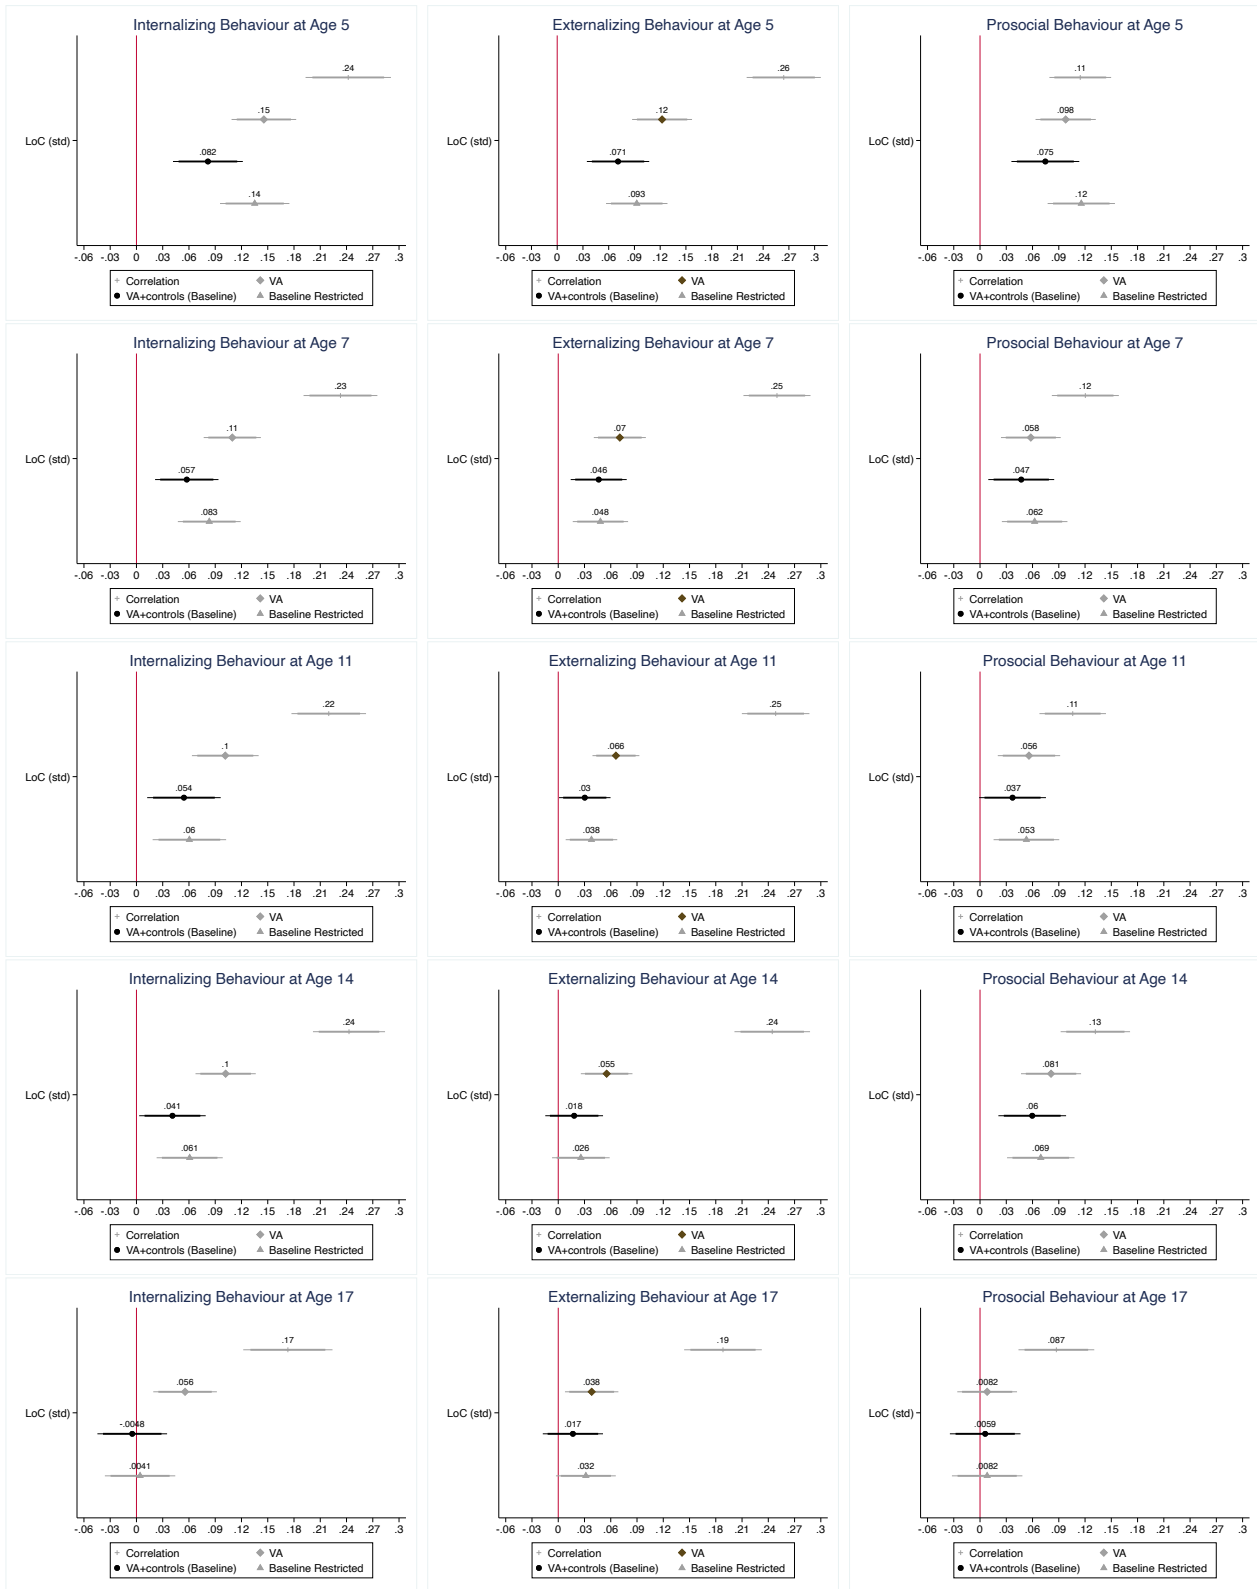 Internalizing Behaviour at Age 5
.24
.15
LoC (std)
.082
.14
-.06 -.03 0 .03 .06 .09 .12 .15 .18 .21 .24 .27 .3
Correlation VA
VA+controls (Baseline) Baseline Restricted
Externalizing Behaviour at Age 5
.26
.12
LoC (std)
.071
.093
-.06 -.03 0 .03 .06 .09 .12 .15 .18 .21 .24 .27 .3
Correlation VA
VA+controls (Baseline) Baseline Restricted
Prosocial Behaviour at Age 5
.11
.098
LoC (std)
.075
.12
-.06 -.03 0 .03 .06 .09 .12 .15 .18 .21 .24 .27 .3
Correlation VA
VA+controls (Baseline) Baseline Restricted
Internalizing Behaviour at Age 7
.23
.11
LoC (std)
.057
.083
-.06 -.03 0 .03 .06 .09 .12 .15 .18 .21 .24 .27 .3
Correlation VA
VA+controls (Baseline) Baseline Restricted
Externalizing Behaviour at Age 7
.25
.07
LoC (std)
.046
.048
-.06 -.03 0 .03 .06 .09 .12 .15 .18 .21 .24 .27 .3
Correlation VA
VA+controls (Baseline) Baseline Restricted
Prosocial Behaviour at Age 7
.12
.058
LoC (std)
.047
.062
-.06 -.03 0 .03 .06 .09 .12 .15 .18 .21 .24 .27 .3
Correlation VA
VA+controls (Baseline) Baseline Restricted
Internalizing Behaviour at Age 11
.22
.1
LoC (std)
.054
.06
-.06 -.03 0 .03 .06 .09 .12 .15 .18 .21 .24 .27 .3
Correlation VA
VA+controls (Baseline) Baseline Restricted
Externalizing Behaviour at Age 11
.25
.066
LoC (std)
.03
.038
-.06 -.03 0 .03 .06 .09 .12 .15 .18 .21 .24 .27 .3
Correlation VA
VA+controls (Baseline) Baseline Restricted
Prosocial Behaviour at Age 11
.11
.056
LoC (std)
.037
.053
-.06 -.03 0 .03 .06 .09 .12 .15 .18 .21 .24 .27 .3
Correlation VA
VA+controls (Baseline) Baseline Restricted
Internalizing Behaviour at Age 14
.24
.1
LoC (std)
.041
.061
-.06 -.03 0 .03 .06 .09 .12 .15 .18 .21 .24 .27 .3
Correlation VA
VA+controls (Baseline) Baseline Restricted
Externalizing Behaviour at Age 14
.24
.055
LoC (std)
.018
.026
-.06 -.03 0 .03 .06 .09 .12 .15 .18 .21 .24 .27 .3
Correlation VA
VA+controls (Baseline) Baseline Restricted
Prosocial Behaviour at Age 14
.13
.081
LoC (std)
.06
.069
-.06 -.03 0 .03 .06 .09 .12 .15 .18 .21 .24 .27 .3
Correlation VA
VA+controls (Baseline) Baseline Restricted
Internalizing Behaviour at Age 17
.17
.056
LoC (std)
-.0048
.0041
-.06 -.03 0 .03 .06 .09 .12 .15 .18 .21 .24 .27 .3
Correlation VA
VA+controls (Baseline) Baseline Restricted
Externalizing Behaviour at Age 17
.19
.038
LoC (std)
.017
.032
-.06 -.03 0 .03 .06 .09 .12 .15 .18 .21 .24 .27 .3
Correlation VA
VA+controls (Baseline) Baseline Restricted
Prosocial Behaviour at Age 17
.087
.0082
LoC (std)
.0059
.0082
-.06 -.03 0 .03 .06 .09 .12 .15 .18 .21 .24 .27 .3
Correlation VA
VA+controls (Baseline) Baseline Restricted